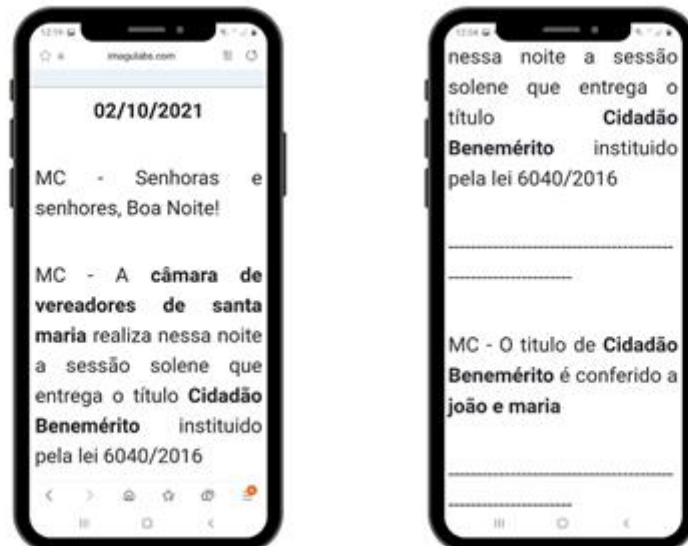 12:19
imagulabs.com
02/10/2021
MC - Senhoras e
senhores, Boa Noite!
MC - A câmara de
vereadores de santa
maria realiza nessa noite
a sessão solene que
entrega o título Cidadão
Benemérito instituido
pela lei 6040/2016
nessa noite a sessão
solene que entrega o
título Cidadão
Benemérito instituido
pela lei 6040/2016
---------------------------------------
---------------------
MC - O titulo de Cidadão
Benemérito é conferido a
joão e maria
---------------------------------------
---------------------